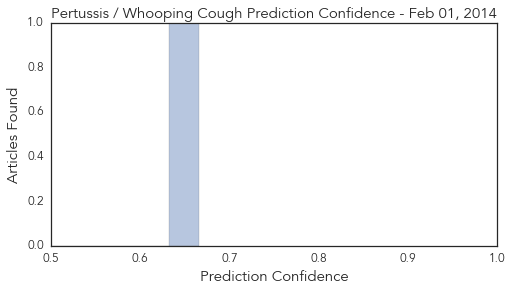 Pertussis / Whooping Cough Prediction Confidence - Feb 01, 2014
Articles Found
1.0
0.8
0.6
0.4
0.2
0.0
0.5 0.6 0.7 0.8 0.9 1.0
Prediction Confidence